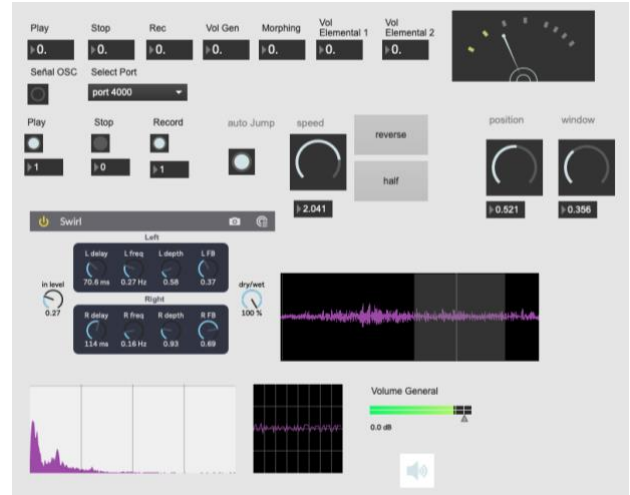 Play Stop Rec Vol Gen Morphing Vol Elemental 1 Vol Elemental 2
0. 0. 0. 0. 0. 0. 0.
Señal OSC Select Port
port 4000
Play Stop Record auto Jump speed position window
reverse
half
1 0 1
2.041 0.521 0.356
Swirl
Left
L delay L freq L depth L FB
70.6 ms 0.27 Hz 0.58 0.37
in level dry/wet
Right
0.27 100 %
R delay R freq R depth R FB
114 ms 0.16 Hz 0.93 0.69
Volume General
0.0 dB